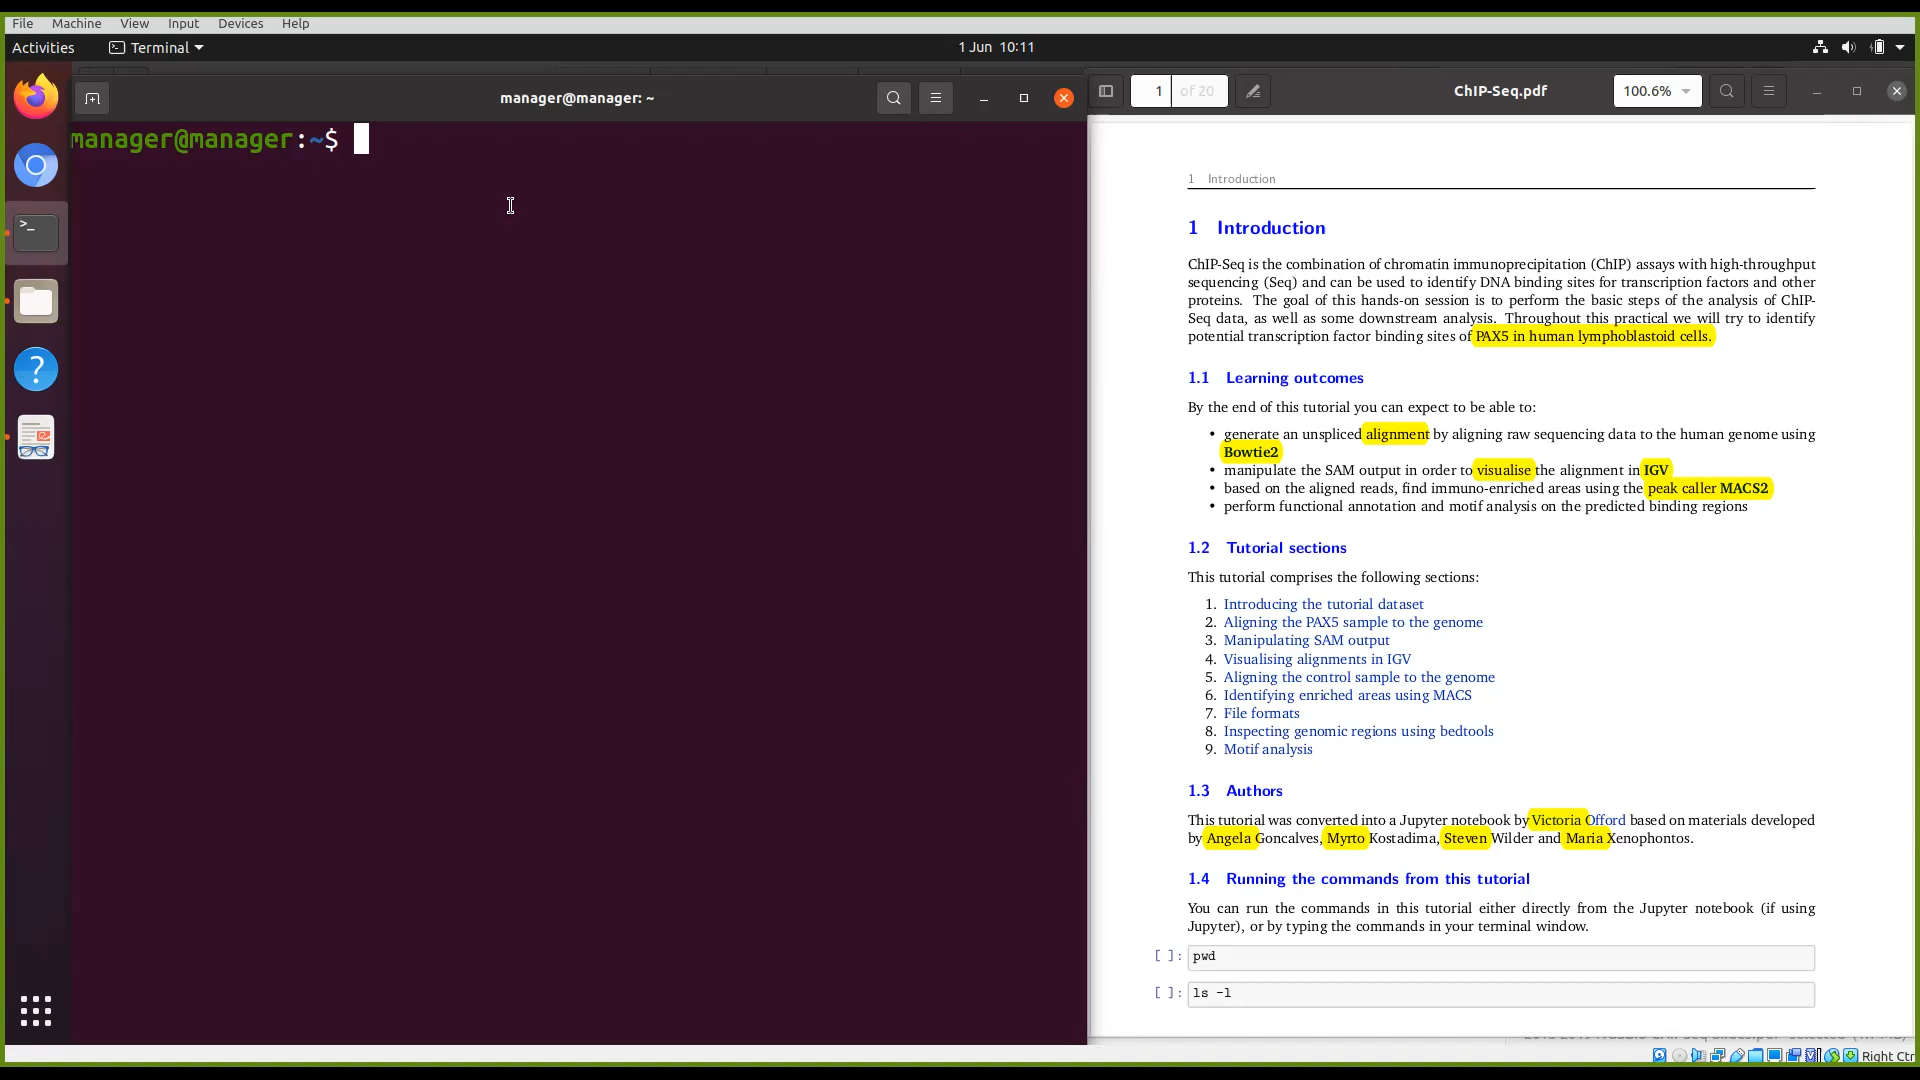 File Machine View Input Devices Help
Activities Terminal 1 Jun 10:11
manager@manager: ~
1 of 20 ChIP-Seq.pdf 100.6%
manager@manager:~$
1 Introduction
1 Introduction
ChIP-Seq is the combination of chromatin immunoprecipitation (ChIP) assays with high-throughput
sequencing (Seq) and can be used to identify DNA binding sites for transcription factors and other
proteins. The goal of this hands-on session is to perform the basic steps of the analysis of ChIP-
Seq data, as well as some downstream analysis. Throughout this practical we will try to identify
potential transcription factor binding sites of PAX5 in human lymphoblastoid cells.
1.1 Learning outcomes
By the end of this tutorial you can expect to be able to:
• generate an unspliced alignment by aligning raw sequencing data to the human genome using
Bowtie2
• manipulate the SAM output in order to visualise the alignment in IGV
• based on the aligned reads, find immuno-enriched areas using the peak caller MACS2
• perform functional annotation and motif analysis on the predicted binding regions
1.2 Tutorial sections
This tutorial comprises the following sections:
1. Introducing the tutorial dataset
2. Aligning the PAX5 sample to the genome
3. Manipulating SAM output
4. Visualising alignments in IGV
5. Aligning the control sample to the genome
6. Identifying enriched areas using MACS
7. File formats
8. Inspecting genomic regions using bedtools
9. Motif analysis
1.3 Authors
This tutorial was converted into a Jupyter notebook by Victoria Offord based on materials developed
by Angela Goncalves, Myrto Kostadima, Steven Wilder and Maria Xenophontos.
1.4 Running the commands from this tutorial
You can run the commands in this tutorial either directly from the Jupyter notebook (if using
Jupyter), or by typing the commands in your terminal window.
[ ]: pwd
[ ]: ls -l
Right Ctr